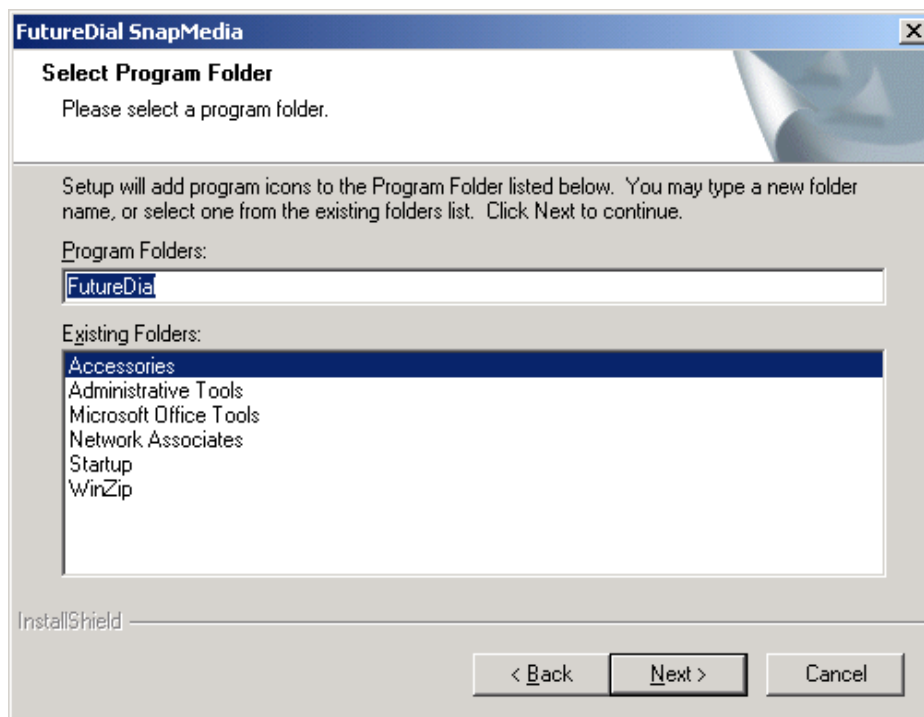 FutureDial SnapMedia
Select Program Folder
Please select a program folder.
Setup will add program icons to the Program Folder listed below.  You may type a new folder
name, or select one from the existing folders list.  Click Next to continue.
Program Folders:
FutureDial
Existing Folders:
Accessories
Administrative Tools
Microsoft Office Tools
Network Associates
Startup
WinZip
InstallShield
< Back Next > Cancel